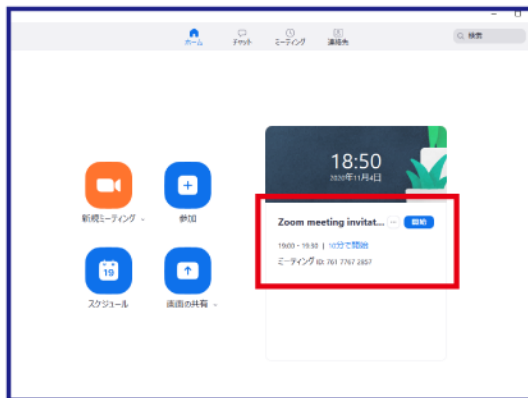 ホーム
チャット
ミーティング
連絡先
検索
18:50
2020年11月4日
新規ミーティング
参加
Zoom meeting invitat... 開始
19:00 - 19:30 | 10分で開始
ミーティング ID: 761 7767 2857
19
スケジュール
画面の共有